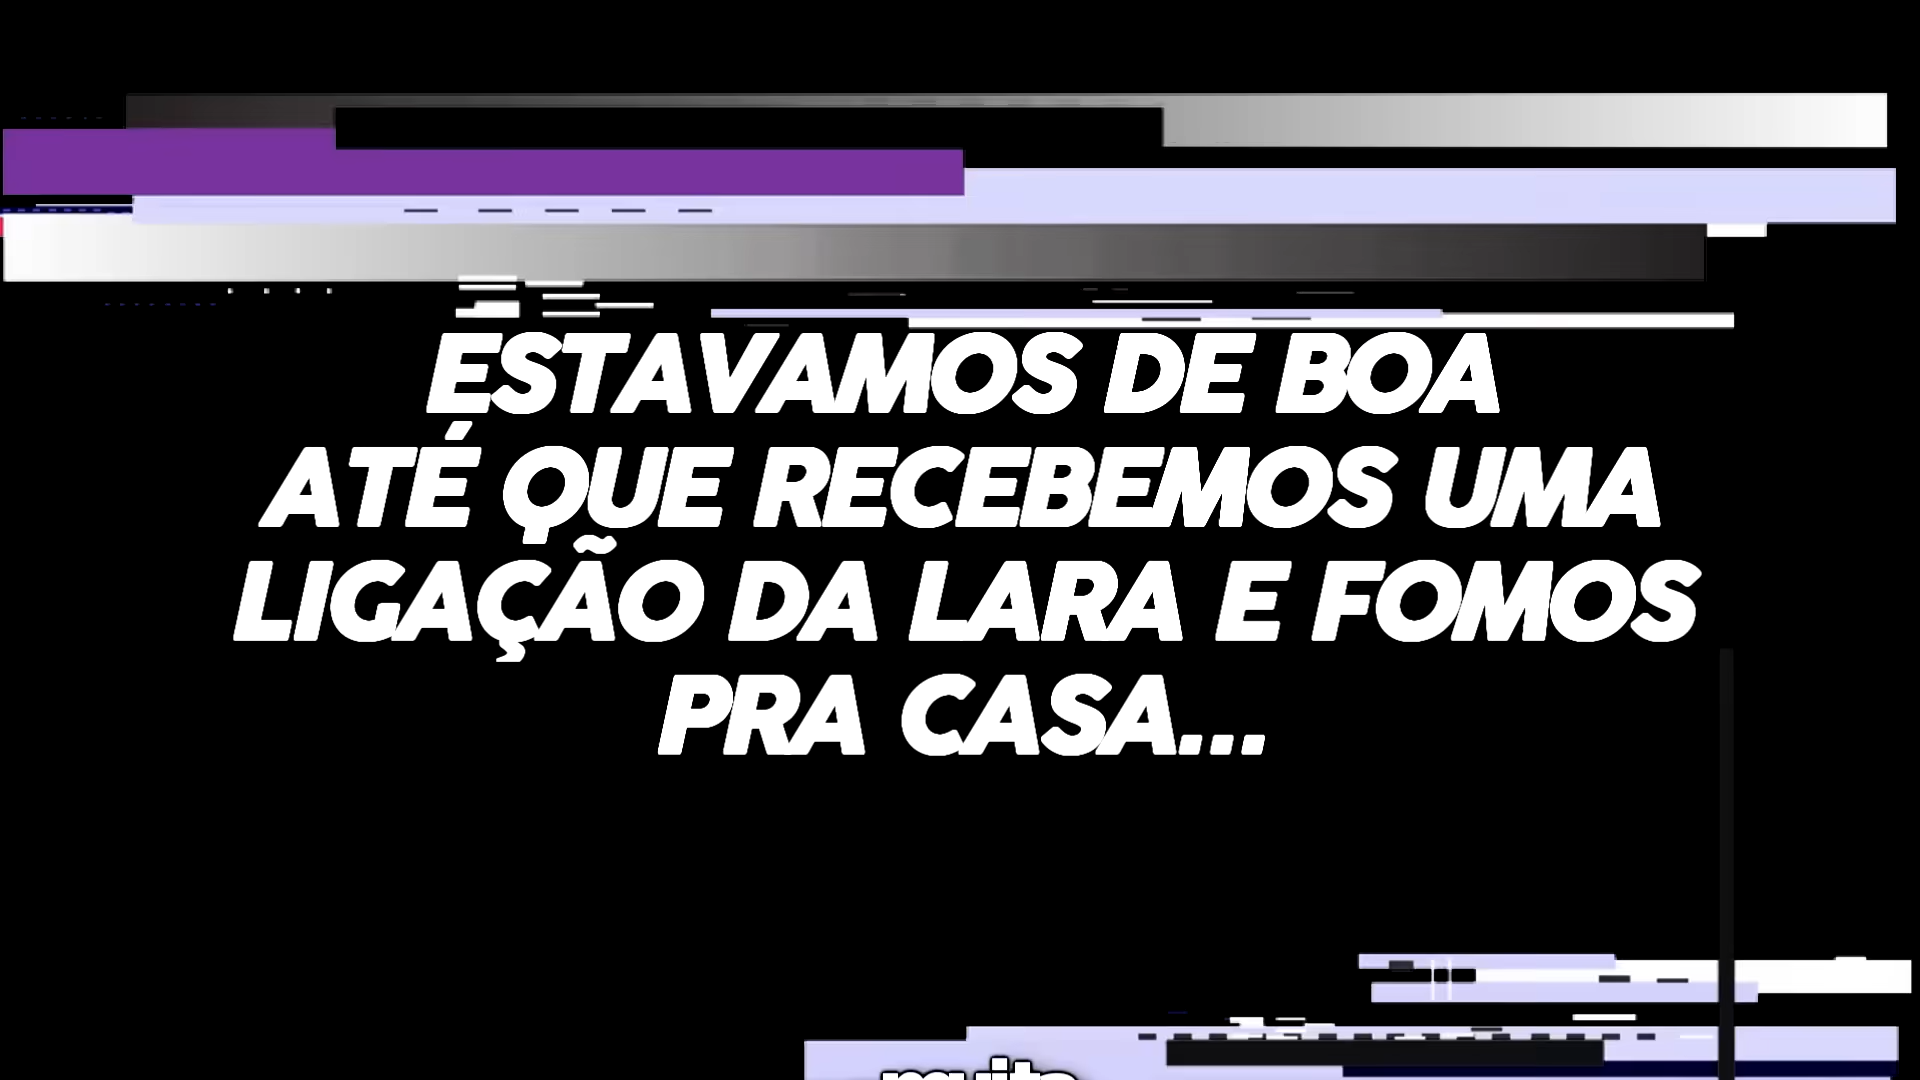 ESTAVAMOS DE BOA
ATÉ QUE RECEBEMOS UMA
LIGAÇÃO DA LARA E FOMOS
PRA CASA...